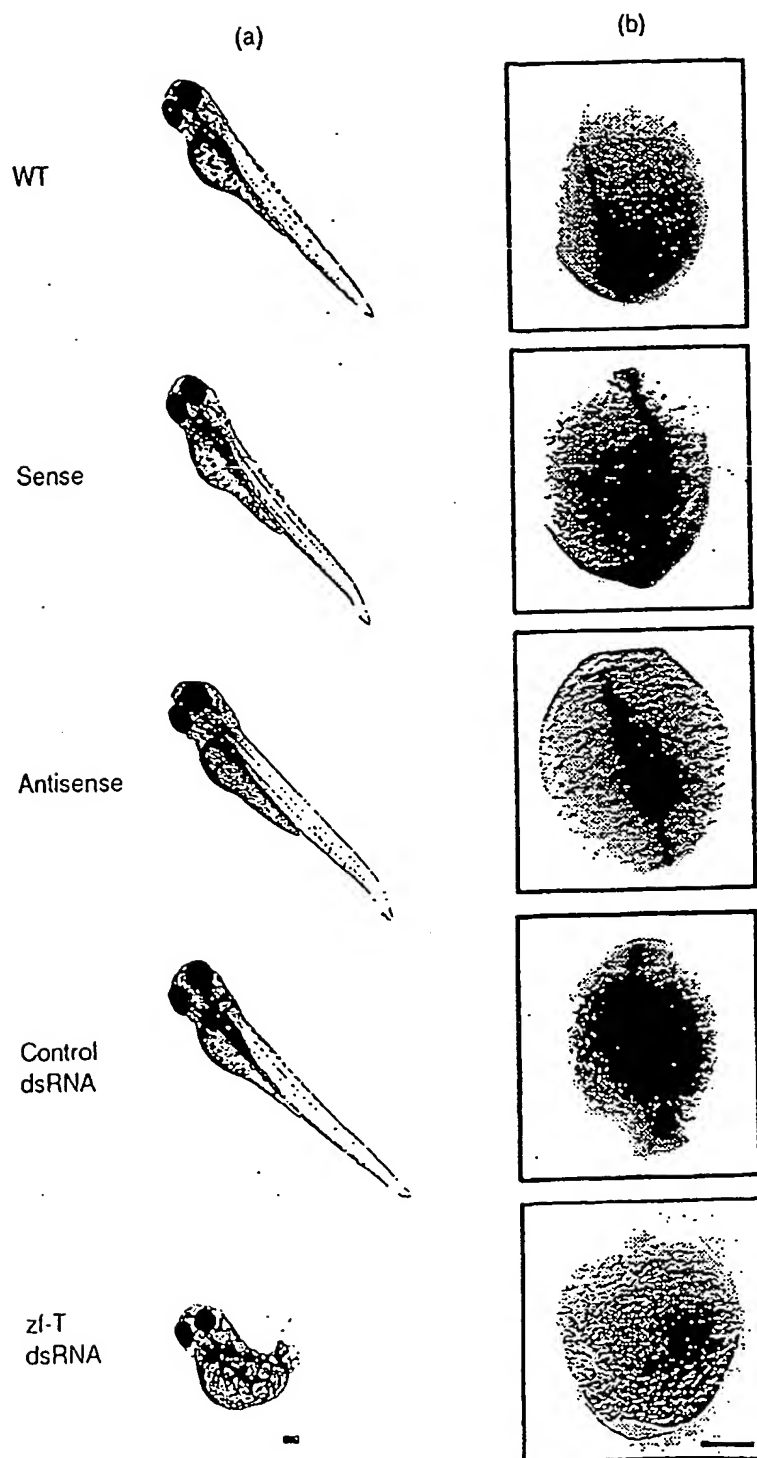 (a)
(b)
WT
Sense
Antisense
Control
dsRNA
zf-T
dsRNA